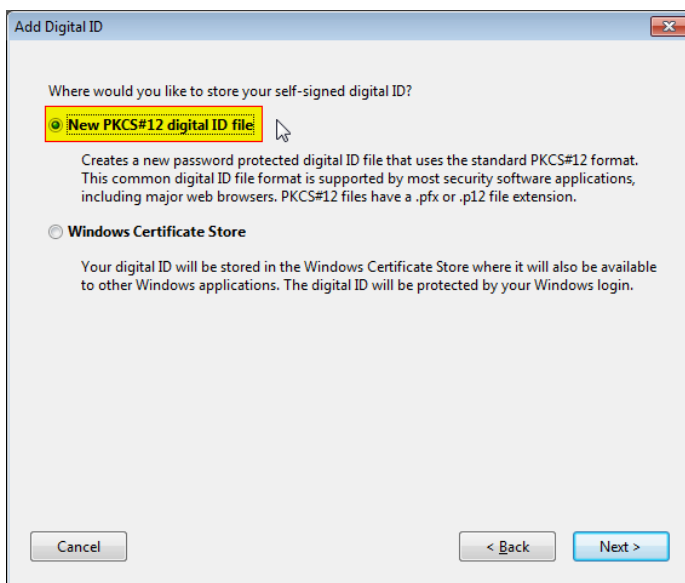 Add Digital ID
Where would you like to store your self-signed digital ID?
New PKCS#12 digital ID file
Creates a new password protected digital ID file that uses the standard PKCS#12 format.
This common digital ID file format is supported by most security software applications,
including major web browsers. PKCS#12 files have a .pfx or .p12 file extension.
Windows Certificate Store
Your digital ID will be stored in the Windows Certificate Store where it will also be available
to other Windows applications. The digital ID will be protected by your Windows login.
Cancel
< Back
Next >